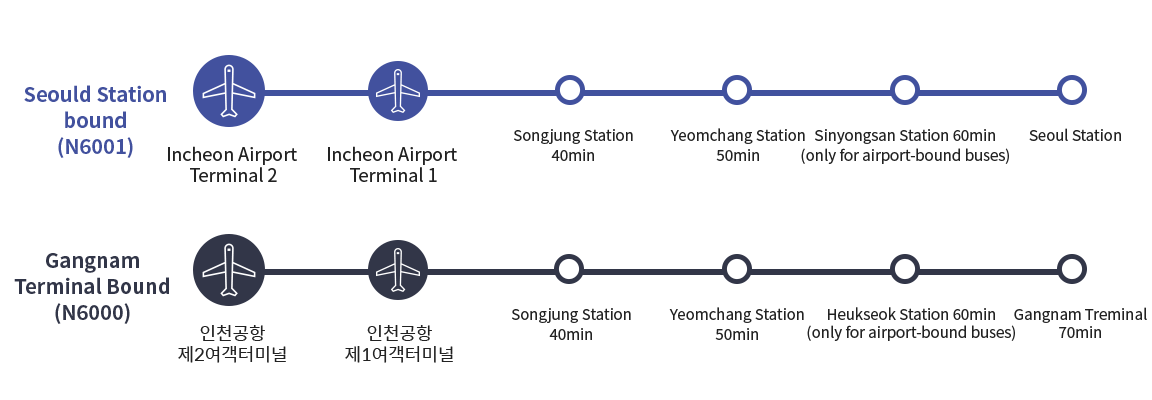 Seould Station
bound
(N6001)
Incheon Airport
Terminal 2
Incheon Airport
Terminal 1
Songjung Station
40min
Yeomchang Station
50min
Sinyongsan Station 60min
(only for airport-bound buses)
Seoul Station
Gangnam
Terminal Bound
(N6000)
인천공항
제2여객터미널
인천공항
제1여객터미널
Songjung Station
40min
Yeomchang Station
50min
Heukseok Station 60min
(only for airport-bound buses)
Gangnam Treminal
70min